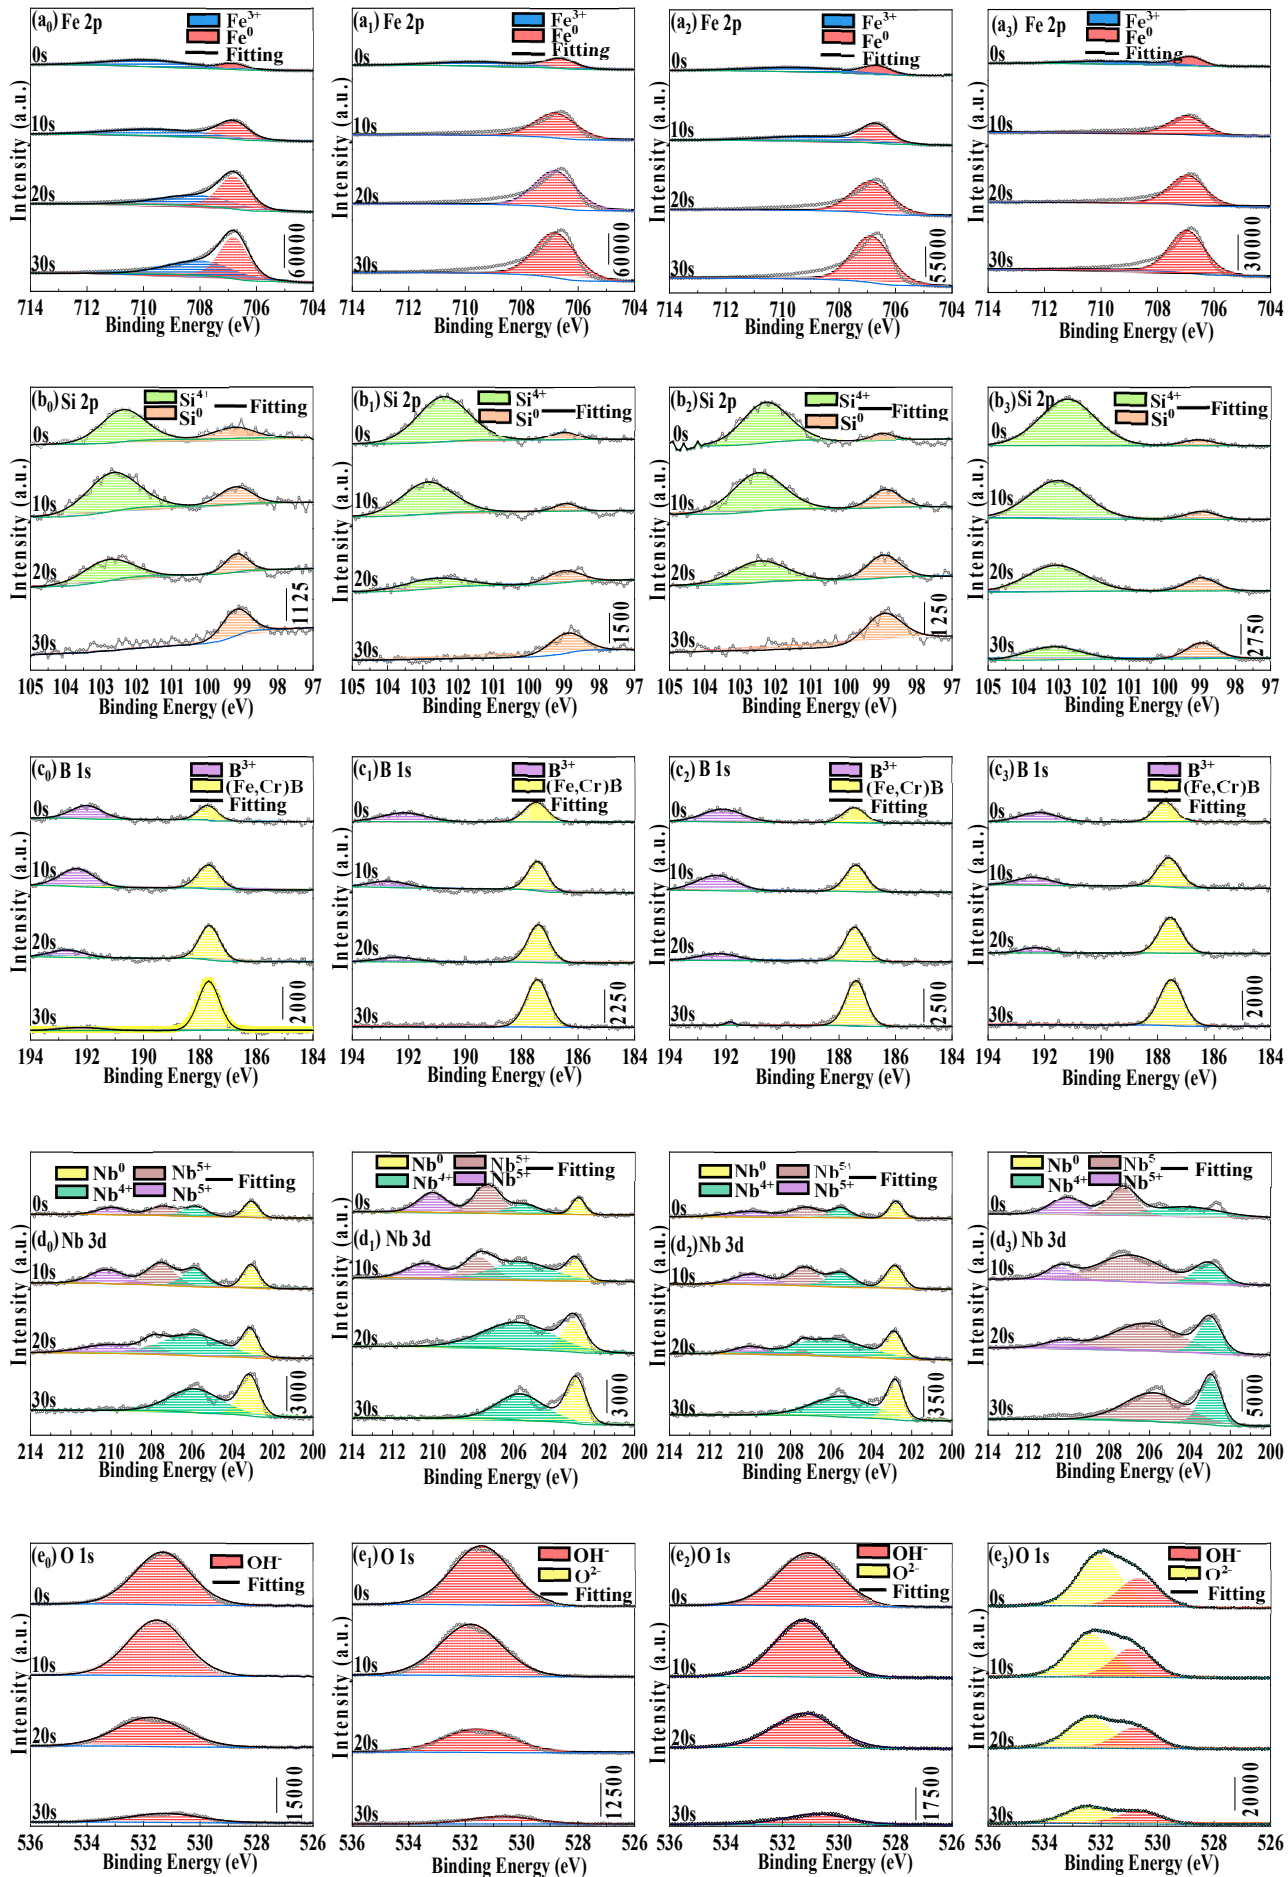 (a₀) Fe 2p
Fe³⁺
Fe⁰
Fitting
0s
10s
20s
30s
60000
Intensity (a.u.)
714 712 710 708 706 704
Binding Energy (eV)
(a₁) Fe 2p
Fe³⁺
Fe⁰
Fitting
0s
10s
20s
30s
60000
Intensity (a.u.)
714 712 710 708 706 704
Binding Energy (eV)
(a₂) Fe 2p
Fe³⁺
Fe⁰
Fitting
0s
10s
20s
30s
55000
Intensity (a.u.)
714 712 710 708 706 704
Binding Energy (eV)
(a₃) Fe 2p
Fe³⁺
Fe⁰
Fitting
0s
10s
20s
30s
30000
Intensity (a.u.)
714 712 710 708 706 704
Binding Energy (eV)
(b₀) Si 2p
Si⁴⁺
Si⁰
Fitting
0s
10s
20s
30s
1125
Intensity (a.u.)
105 104 103 102 101 100 99 98 97
Binding Energy (eV)
(b₁) Si 2p
Si⁴⁺
Si⁰
Fitting
0s
10s
20s
30s
1500
Intensity (a.u.)
105 104 103 102 101 100 99 98 97
Binding Energy (eV)
(b₂) Si 2p
Si⁴⁺
Si⁰
Fitting
0s
10s
20s
30s
1250
Intensity (a.u.)
105 104 103 102 101 100 99 98 97
Binding Energy (eV)
(b₃) Si 2p
Si⁴⁺
Si⁰
Fitting
0s
10s
20s
30s
2750
Intensity (a.u.)
105 104 103 102 101 100 99 98 97
Binding Energy (eV)
(c₀) B 1s
B³⁺
(Fe,Cr)B
Fitting
0s
10s
20s
30s
2000
Intensity (a.u.)
194 192 190 188 186 184
Binding Energy (eV)
(c₁) B 1s
B³⁺
(Fe,Cr)B
Fitting
0s
10s
20s
30s
2250
Intensity (a.u.)
194 192 190 188 186 184
Binding Energy (eV)
(c₂) B 1s
B³⁺
(Fe,Cr)B
Fitting
0s
10s
20s
30s
2500
Intensity (a.u.)
194 192 190 188 186 184
Binding Energy (eV)
(c₃) B 1s
B³⁺
(Fe,Cr)B
Fitting
0s
10s
20s
30s
2000
Intensity (a.u.)
194 192 190 188 186 184
Binding Energy (eV)
Nb⁰ Nb⁵⁺
Nb⁴⁺ Nb⁵⁺
Fitting
0s
(d₀) Nb 3d
10s
20s
30s
3000
Intensity (a.u.)
214 212 210 208 206 204 202 200
Binding Energy (eV)
Nb⁰ Nb⁵⁺
Nb⁴⁺ Nb⁵⁺
Fitting
0s
(d₁) Nb 3d
10s
20s
30s
3000
Intensity (a.u.)
214 212 210 208 206 204 202 200
Binding Energy (eV)
Nb⁰ Nb⁵⁺
Nb⁴⁺ Nb⁵⁺
Fitting
0s
(d₂) Nb 3d
10s
20s
30s
3500
Intensity (a.u.)
214 212 210 208 206 204 202 200
Binding Energy (eV)
Nb⁰ Nb⁵
Nb⁴⁺ Nb⁵⁺
Fitting
0s
(d₃) Nb 3d
10s
20s
30s
5000
Intensity (a.u.)
214 212 210 208 206 204 202 200
Binding Energy (eV)
(e₀) O 1s
OH⁻
Fitting
0s
10s
20s
30s
15000
Intensity (a.u.)
536 534 532 530 528 526
Binding Energy (eV)
(e₁) O 1s
OH⁻
O²⁻
Fitting
0s
10s
20s
30s
12500
Intensity (a.u.)
536 534 532 530 528 526
Binding Energy (eV)
(e₂) O 1s
OH⁻
O²⁻
Fitting
0s
10s
20s
30s
17500
Intensity (a.u.)
536 534 532 530 528 526
Binding Energy (eV)
(e₃) O 1s
OH⁻
O²⁻
Fitting
0s
10s
20s
30s
20000
Intensity (a.u.)
536 534 532 530 528 526
Binding Energy (eV)